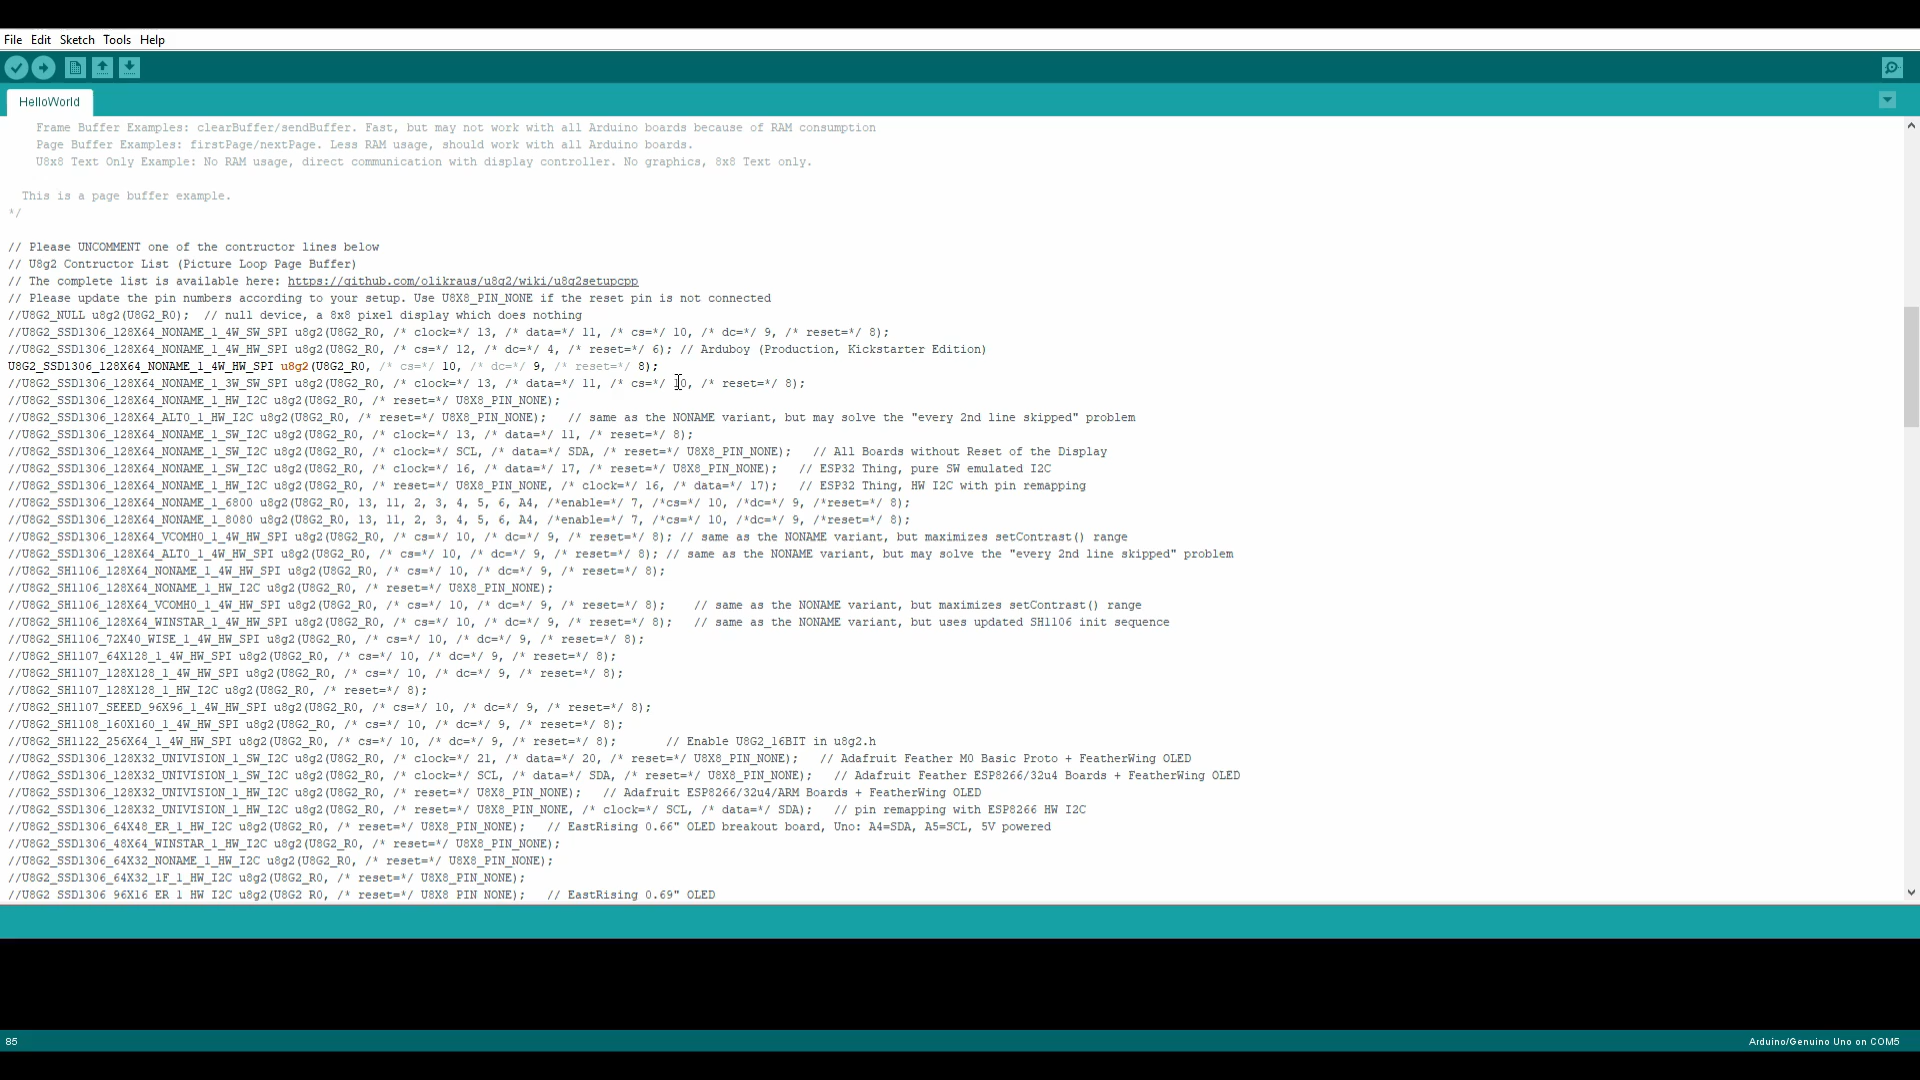 File Edit Sketch Tools Help
HelloWorld
Frame Buffer Examples: clearBuffer/sendBuffer. Fast, but may not work with all Arduino boards because of RAM consumption
Page Buffer Examples: firstPage/nextPage. Less RAM usage, should work with all Arduino boards.
U8x8 Text Only Example: No RAM usage, direct communication with display controller. No graphics, 8x8 Text only.
This is a page buffer example.
*/
// Please UNCOMMENT one of the contructor lines below
// U8g2 Contructor List (Picture Loop Page Buffer)
// The complete list is available here: https://github.com/olikraus/u8g2/wiki/u8g2setupcpp
// Please update the pin numbers according to your setup. Use U8X8_PIN_NONE if the reset pin is not connected
//U8G2_NULL u8g2(U8G2_R0);  // null device, a 8x8 pixel display which does nothing
//U8G2_SSD1306_128X64_NONAME_1_4W_SW_SPI u8g2(U8G2_R0, /* clock=*/ 13, /* data=*/ 11, /* cs=*/ 10, /* dc=*/ 9, /* reset=*/ 8);
//U8G2_SSD1306_128X64_NONAME_1_4W_HW_SPI u8g2(U8G2_R0, /* cs=*/ 12, /* dc=*/ 4, /* reset=*/ 6); // Arduboy (Production, Kickstarter Edition)
U8G2_SSD1306_128X64_NONAME_1_4W_HW_SPI u8g2(U8G2_R0, /* cs=*/ 10, /* dc=*/ 9, /* reset=*/ 8);
//U8G2_SSD1306_128X64_NONAME_1_3W_SW_SPI u8g2(U8G2_R0, /* clock=*/ 13, /* data=*/ 11, /* cs=*/ 10, /* reset=*/ 8);
//U8G2_SSD1306_128X64_NONAME_1_HW_I2C u8g2(U8G2_R0, /* reset=*/ U8X8_PIN_NONE);
//U8G2_SSD1306_128X64_ALT0_1_HW_I2C u8g2(U8G2_R0, /* reset=*/ U8X8_PIN_NONE);   // same as the NONAME variant, but may solve the "every 2nd line skipped" problem
//U8G2_SSD1306_128X64_NONAME_1_SW_I2C u8g2(U8G2_R0, /* clock=*/ 13, /* data=*/ 11, /* reset=*/ 8);
//U8G2_SSD1306_128X64_NONAME_1_SW_I2C u8g2(U8G2_R0, /* clock=*/ SCL, /* data=*/ SDA, /* reset=*/ U8X8_PIN_NONE);   // All Boards without Reset of the Display
//U8G2_SSD1306_128X64_NONAME_1_SW_I2C u8g2(U8G2_R0, /* clock=*/ 16, /* data=*/ 17, /* reset=*/ U8X8_PIN_NONE);   // ESP32 Thing, pure SW emulated I2C
//U8G2_SSD1306_128X64_NONAME_1_HW_I2C u8g2(U8G2_R0, /* reset=*/ U8X8_PIN_NONE, /* clock=*/ 16, /* data=*/ 17);   // ESP32 Thing, HW I2C with pin remapping
//U8G2_SSD1306_128X64_NONAME_1_6800 u8g2(U8G2_R0, 13, 11, 2, 3, 4, 5, 6, A4, /*enable=*/ 7, /*cs=*/ 10, /*dc=*/ 9, /*reset=*/ 8);
//U8G2_SSD1306_128X64_NONAME_1_8080 u8g2(U8G2_R0, 13, 11, 2, 3, 4, 5, 6, A4, /*enable=*/ 7, /*cs=*/ 10, /*dc=*/ 9, /*reset=*/ 8);
//U8G2_SSD1306_128X64_VCOMH0_1_4W_HW_SPI u8g2(U8G2_R0, /* cs=*/ 10, /* dc=*/ 9, /* reset=*/ 8); // same as the NONAME variant, but maximizes setContrast() range
//U8G2_SSD1306_128X64_ALT0_1_4W_HW_SPI u8g2(U8G2_R0, /* cs=*/ 10, /* dc=*/ 9, /* reset=*/ 8); // same as the NONAME variant, but may solve the "every 2nd line skipped" problem
//U8G2_SH1106_128X64_NONAME_1_4W_HW_SPI u8g2(U8G2_R0, /* cs=*/ 10, /* dc=*/ 9, /* reset=*/ 8);
//U8G2_SH1106_128X64_NONAME_1_HW_I2C u8g2(U8G2_R0, /* reset=*/ U8X8_PIN_NONE);
//U8G2_SH1106_128X64_VCOMH0_1_4W_HW_SPI u8g2(U8G2_R0, /* cs=*/ 10, /* dc=*/ 9, /* reset=*/ 8);    // same as the NONAME variant, but maximizes setContrast() range
//U8G2_SH1106_128X64_WINSTAR_1_4W_HW_SPI u8g2(U8G2_R0, /* cs=*/ 10, /* dc=*/ 9, /* reset=*/ 8);   // same as the NONAME variant, but uses updated SH1106 init sequence
//U8G2_SH1106_72X40_WISE_1_4W_HW_SPI u8g2(U8G2_R0, /* cs=*/ 10, /* dc=*/ 9, /* reset=*/ 8);
//U8G2_SH1107_64X128_1_4W_HW_SPI u8g2(U8G2_R0, /* cs=*/ 10, /* dc=*/ 9, /* reset=*/ 8);
//U8G2_SH1107_128X128_1_4W_HW_SPI u8g2(U8G2_R0, /* cs=*/ 10, /* dc=*/ 9, /* reset=*/ 8);
//U8G2_SH1107_128X128_1_HW_I2C u8g2(U8G2_R0, /* reset=*/ 8);
//U8G2_SH1107_SEEED_96X96_1_4W_HW_SPI u8g2(U8G2_R0, /* cs=*/ 10, /* dc=*/ 9, /* reset=*/ 8);
//U8G2_SH1108_160X160_1_4W_HW_SPI u8g2(U8G2_R0, /* cs=*/ 10, /* dc=*/ 9, /* reset=*/ 8);
//U8G2_SH1122_256X64_1_4W_HW_SPI u8g2(U8G2_R0, /* cs=*/ 10, /* dc=*/ 9, /* reset=*/ 8);       // Enable U8G2_16BIT in u8g2.h
//U8G2_SSD1306_128X32_UNIVISION_1_SW_I2C u8g2(U8G2_R0, /* clock=*/ 21, /* data=*/ 20, /* reset=*/ U8X8_PIN_NONE);   // Adafruit Feather M0 Basic Proto + FeatherWing OLED
//U8G2_SSD1306_128X32_UNIVISION_1_SW_I2C u8g2(U8G2_R0, /* clock=*/ SCL, /* data=*/ SDA, /* reset=*/ U8X8_PIN_NONE);   // Adafruit Feather ESP8266/32u4 Boards + FeatherWing OLED
//U8G2_SSD1306_128X32_UNIVISION_1_HW_I2C u8g2(U8G2_R0, /* reset=*/ U8X8_PIN_NONE);   // Adafruit ESP8266/32u4/ARM Boards + FeatherWing OLED
//U8G2_SSD1306_128X32_UNIVISION_1_HW_I2C u8g2(U8G2_R0, /* reset=*/ U8X8_PIN_NONE, /* clock=*/ SCL, /* data=*/ SDA);   // pin remapping with ESP8266 HW I2C
//U8G2_SSD1306_64X48_ER_1_HW_I2C u8g2(U8G2_R0, /* reset=*/ U8X8_PIN_NONE);   // EastRising 0.66" OLED breakout board, Uno: A4=SDA, A5=SCL, 5V powered
//U8G2_SSD1306_48X64_WINSTAR_1_HW_I2C u8g2(U8G2_R0, /* reset=*/ U8X8_PIN_NONE);
//U8G2_SSD1306_64X32_NONAME_1_HW_I2C u8g2(U8G2_R0, /* reset=*/ U8X8_PIN_NONE);
//U8G2_SSD1306_64X32_1F_1_HW_I2C u8g2(U8G2_R0, /* reset=*/ U8X8_PIN_NONE);
//U8G2_SSD1306_96X16_ER_1_HW_I2C u8g2(U8G2_R0, /* reset=*/ U8X8_PIN_NONE);   // EastRising 0.69" OLED
85
Arduino/Genuino Uno on COM5